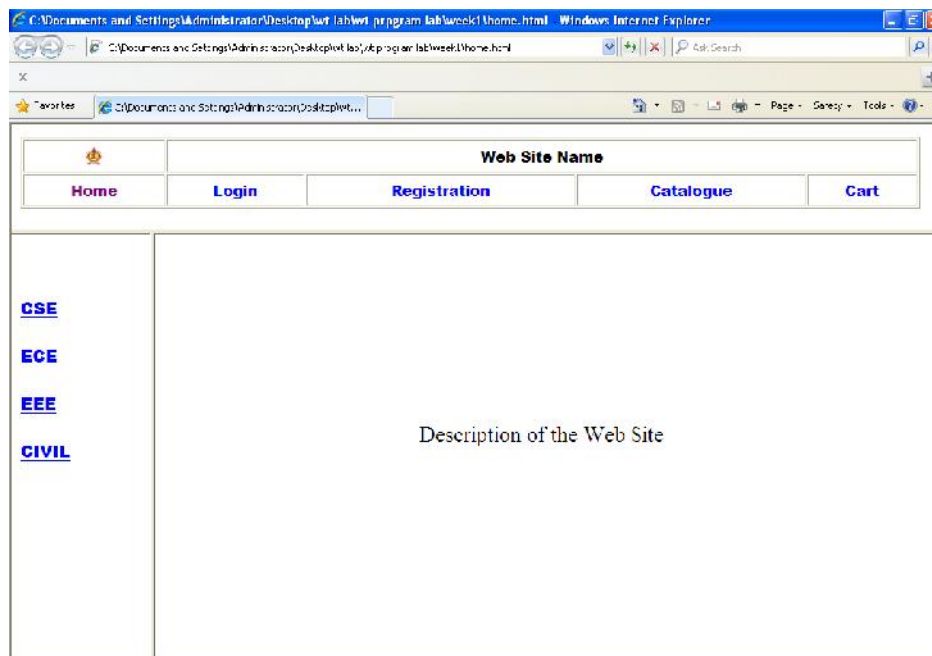 C:\Documents and Settings\Administrator\Desktop\wt lab\wt prpgram lab\week1\home.html - Windows Internet Explorer
C:\Documents and Settings\Administrator\Desktop\wt lab\wt program lab\week1\home.html Ask Search
Favorites C:\Documents and Settings\Administrator\Desktop\wt... Page Safety Tools
Web Site Name
Home Login Registration Catalogue Cart
CSE
ECE
EEE
CIVIL
Description of the Web Site